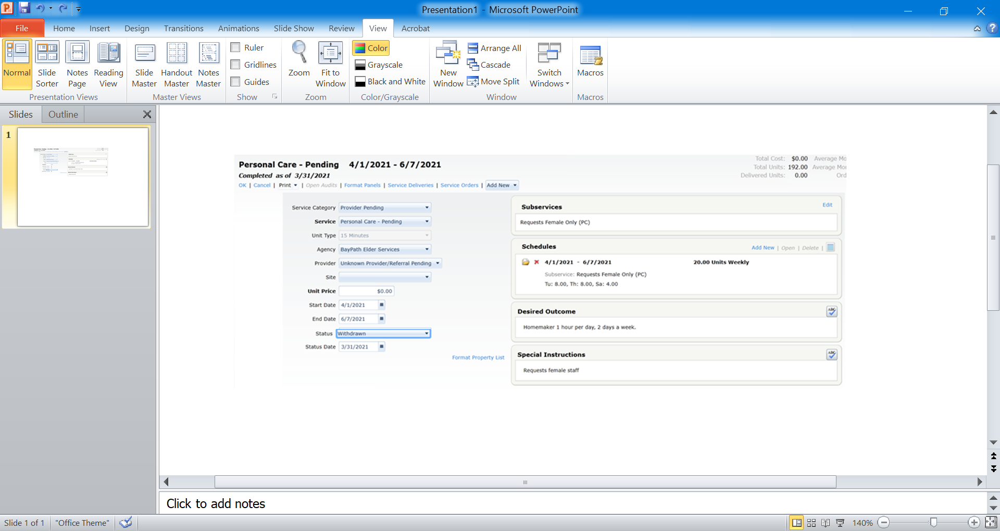 Presentation1 - Microsoft PowerPoint
File Home Insert Design Transitions Animations Slide Show Review View Acrobat
Normal
Slide Sorter
Notes Page
Reading View
Presentation Views
Slide Master
Handout Master
Notes Master
Master Views
Ruler
Gridlines
Guides
Show
Zoom
Fit to Window
Zoom
Color
Grayscale
Black and White
Color/Grayscale
New Window
Arrange All
Cascade
Move Split
Switch Windows
Window
Macros
Macros
Slides Outline
1
Personal Care - Pending 4/1/2021 - 6/7/2021
Completed as of 3/31/2021
OK | Cancel | Print | Open Audits | Format Panels | Service Deliveries | Service Orders | Add New
Total Cost: $0.00 Average Mo
Total Units: 192.00 Average Mo
Delivered Units: 0.00 Ord
Service Category Provider Pending
Service Personal Care - Pending
Unit Type 15 Minutes
Agency BayPath Elder Services
Provider Unknown Provider/Referral Pending
Site
Unit Price $0.00
Start Date 4/1/2021
End Date 6/7/2021
Status Withdrawn
Status Date 3/31/2021
Format Property List
Subservices Edit
Requests Female Only (PC)
Schedules Add New | Open | Delete |
4/1/2021 - 6/7/2021 20.00 Units Weekly
Subservice: Requests Female Only (PC)
Tu: 8.00, Th: 8.00, Sa: 4.00
Desired Outcome ABC
Homemaker 1 hour per day, 2 days a week.
Special Instructions ABC
Requests female staff
Click to add notes
Slide 1 of 1 "Office Theme" 140%